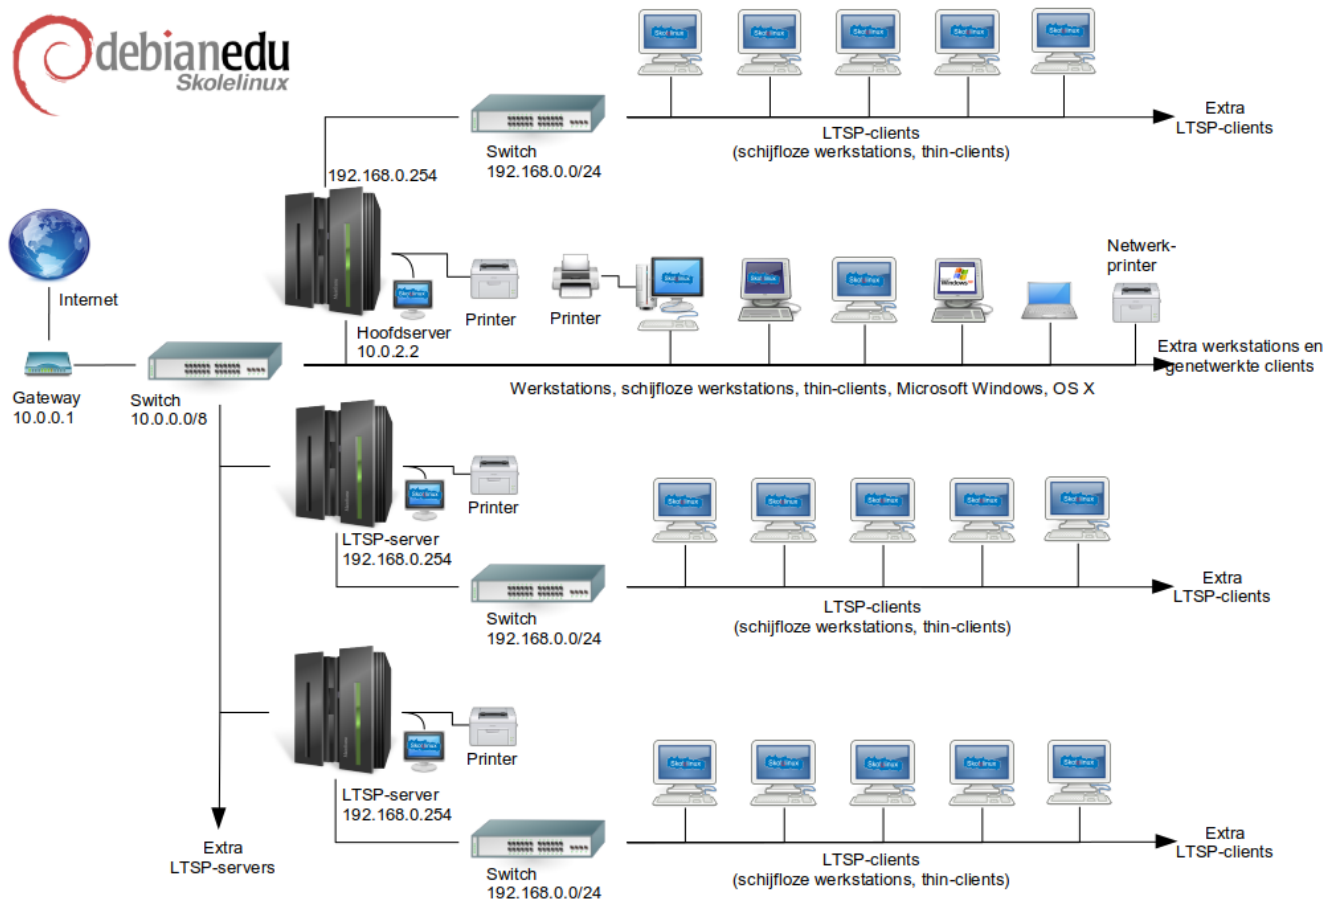 debianedu
Skolelinux
Switch
192.168.0.0/24
LTSP-clients
(schijfloze werkstations, thin-clients)
Extra
LTSP-clients
192.168.0.254
Internet
Hoofdserver
10.0.2.2
Printer
Printer
Netwerk-
printer
Windows
Extra werkstations en
genetwerkte clients
Gateway
10.0.0.1
Switch
10.0.0.0/8
Werkstations, schijfloze werkstations, thin-clients, Microsoft Windows, OS X
Printer
LTSP-server
192.168.0.254
Switch
192.168.0.0/24
LTSP-clients
(schijfloze werkstations, thin-clients)
Extra
LTSP-clients
Printer
LTSP-server
192.168.0.254
Switch
192.168.0.0/24
LTSP-clients
(schijfloze werkstations, thin-clients)
Extra
LTSP-clients
Extra
LTSP-servers